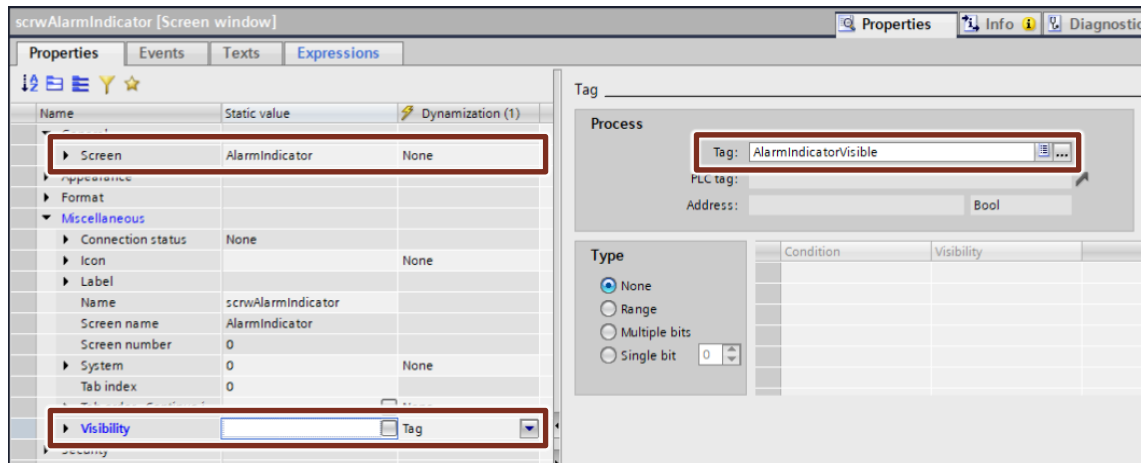 scrwAlarmIndicator [Screen window]
Properties
Info
Diagnostic
Properties
Events
Texts
Expressions
Name
Static value
Dynamization (1)
General
Screen
AlarmIndicator
None
Appearance
Format
Miscellaneous
Connection status
None
Icon
None
Label
Name
scrwAlarmIndicator
Screen name
AlarmIndicator
Screen number
0
System
0
None
Tab index
0
Visibility
Tag
Security
Tag
Process
Tag:
AlarmIndicatorVisible
...
PLC tag:
Address:
Bool
Type
None
Range
Multiple bits
Single bit
0
Condition
Visibility